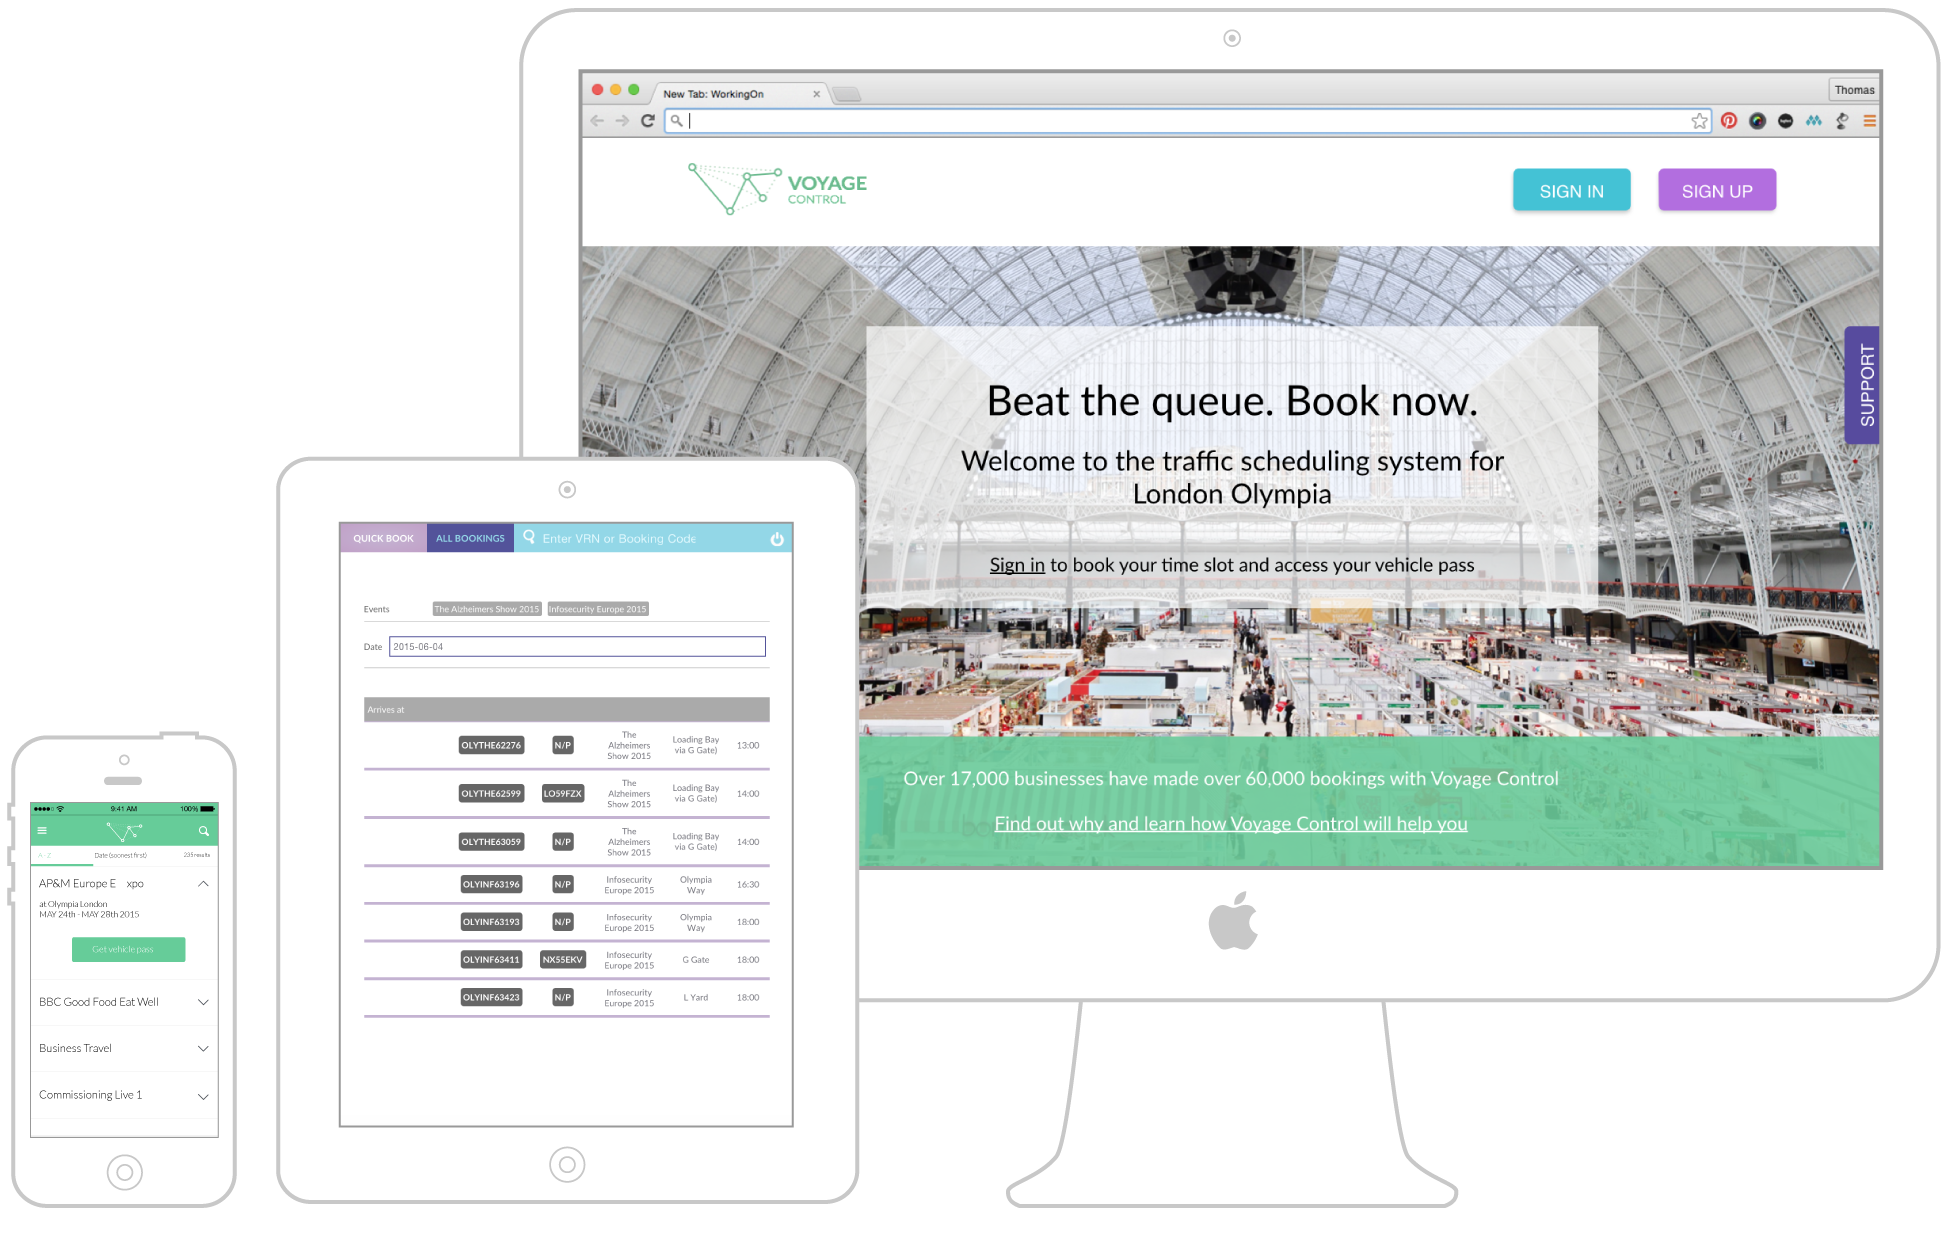 New Tab: WorkingOn
Thomas
VOYAGE
CONTROL
SIGN IN
SIGN UP
Beat the queue. Book now.
Welcome to the traffic scheduling system for
London Olympia
Sign in to book your time slot and access your vehicle pass
SUPPORT
Over 17,000 businesses have made over 60,000 bookings with Voyage Control
Find out why and learn how Voyage Control will help you
QUICK BOOK ALL BOOKINGS Enter VRN or Booking Code
Events The Alzheimers Show 2015 Infosecurity Europe 2015
Date 2015-06-04
Arrives at
OLYTHE62276 N/P The Alzheimers Show 2015 Loading Bay via G Gate) 13:00
OLYTHE62599 LO59FZX The Alzheimers Show 2015 Loading Bay via G Gate) 14:00
OLYTHE63059 N/P The Alzheimers Show 2015 Loading Bay via G Gate) 14:00
OLYINF63196 N/P Infosecurity Europe 2015 Olympia Way 16:30
OLYINF63193 N/P Infosecurity Europe 2015 Olympia Way 18:00
OLYINF63411 NX55EKV Infosecurity Europe 2015 G Gate 18:00
OLYINF63423 N/P Infosecurity Europe 2015 L Yard 18:00
9:41 AM 100%
A-Z Date (soonest first) 235 results
AP&M Europe E xpo
at Olympia London
MAY 24th - MAY 28th 2015
Get vehicle pass
BBC Good Food Eat Well
Business Travel
Commissioning Live 1